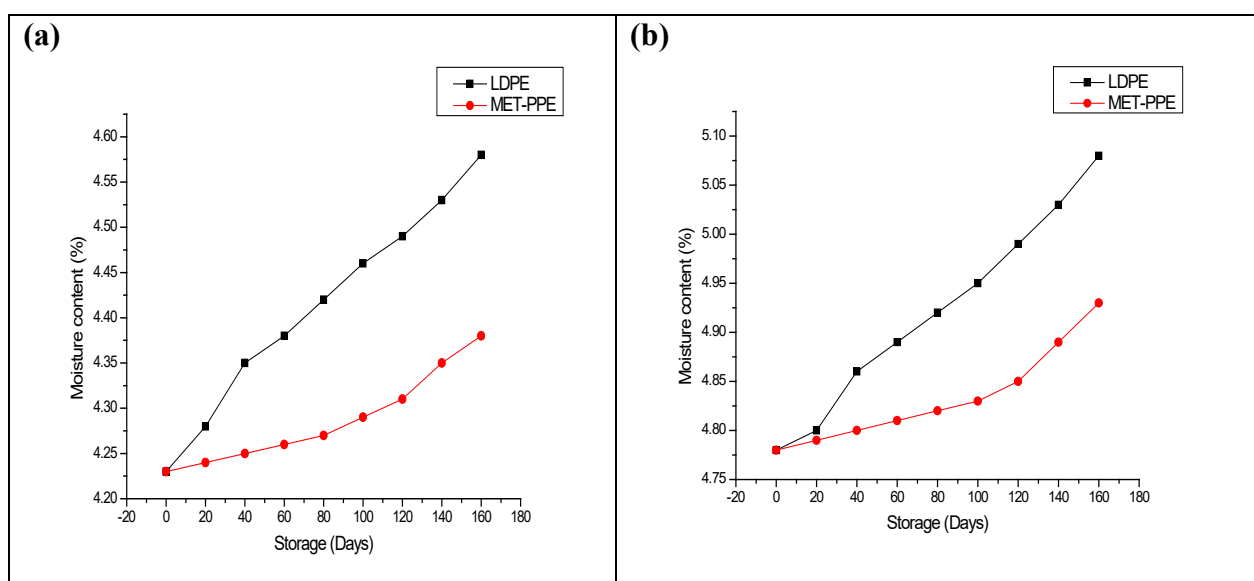 (a)
LDPE
MET-PPE
4.60
4.55
4.50
4.45
4.40
4.35
4.30
4.25
4.20
Moisture content (%)
-20 0 20 40 60 80 100 120 140 160 180
Storage (Days)
(b)
LDPE
MET-PPE
5.10
5.05
5.00
4.95
4.90
4.85
4.80
4.75
Moisture content (%)
-20 0 20 40 60 80 100 120 140 160 180
Storage (Days)